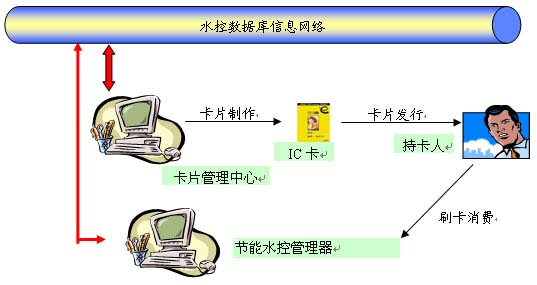 水控数据库信息网络
卡片制作
卡片发行
IC 卡
持卡人
卡片管理中心
刷卡消费
节能水控管理器